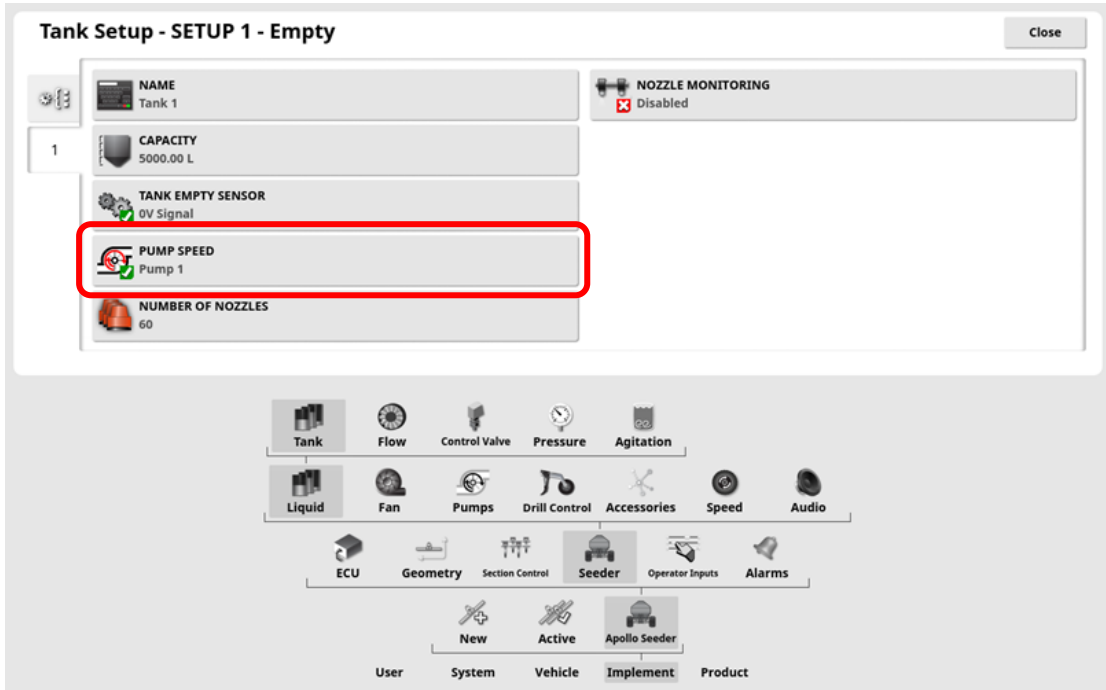 Tank Setup - SETUP 1 - Empty
Close
NAME
Tank 1
NOZZLE MONITORING
Disabled
1
CAPACITY
5000.00 L
TANK EMPTY SENSOR
0V Signal
PUMP SPEED
Pump 1
NUMBER OF NOZZLES
60
Tank Flow Control Valve Pressure Agitation
Liquid Fan Pumps Drill Control Accessories Speed Audio
ECU Geometry Section Control Seeder Operator Inputs Alarms
New Active Apollo Seeder
User System Vehicle Implement Product